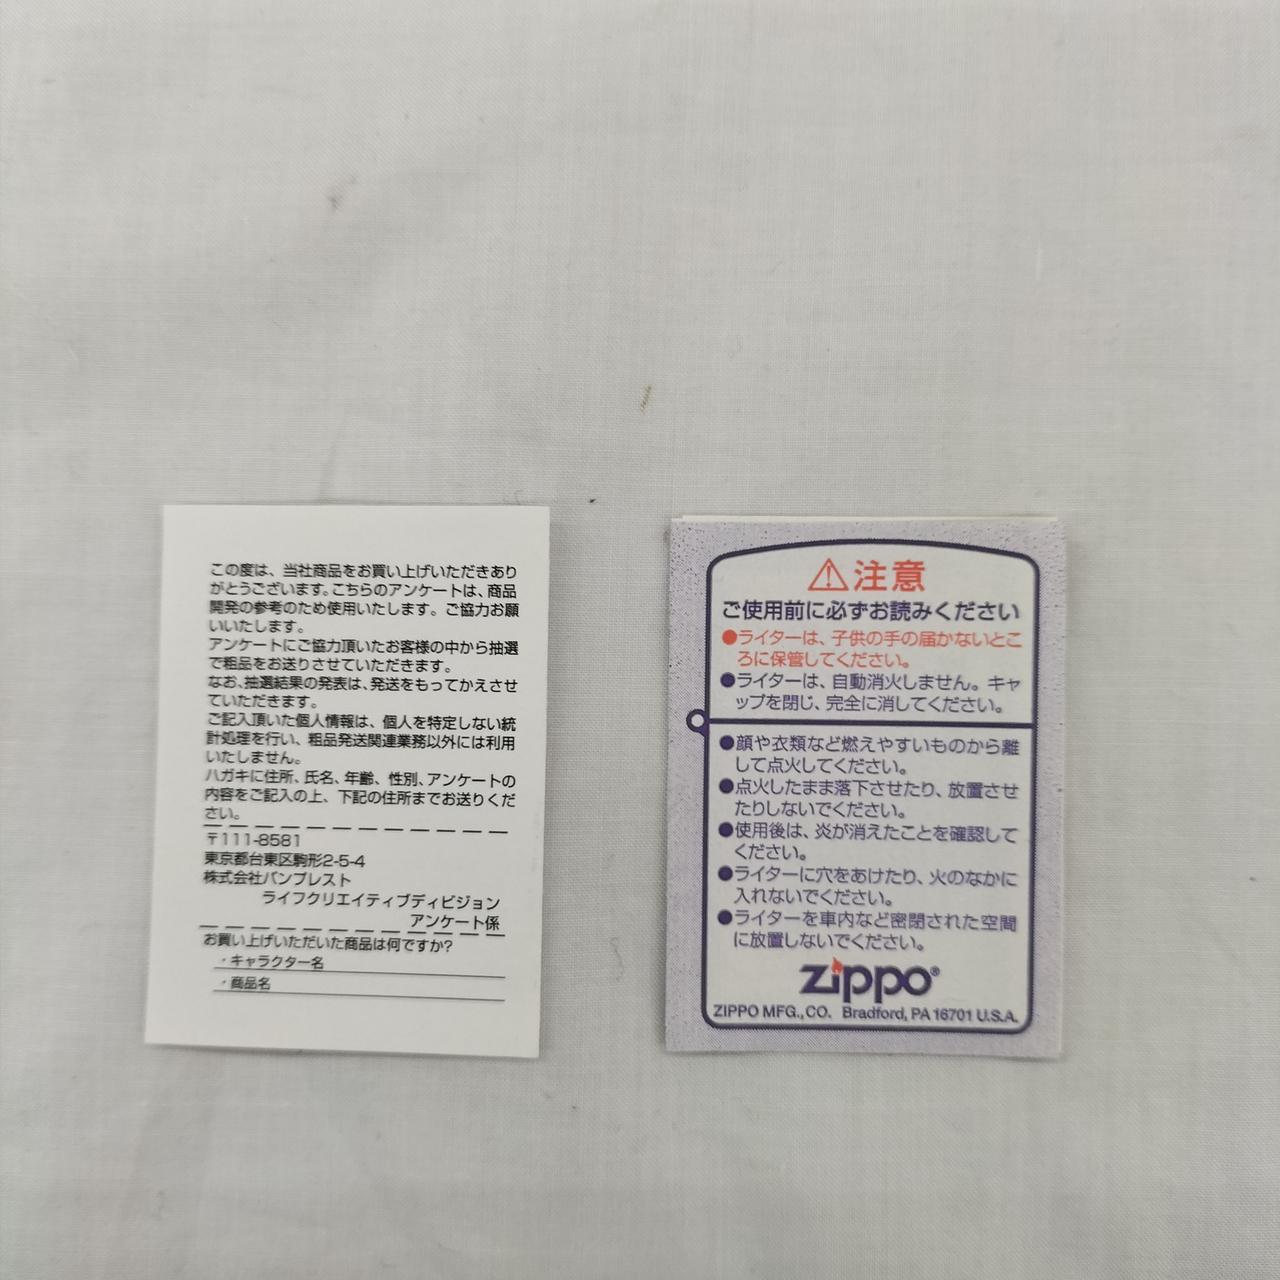 この度は、当社商品をお買い上げいただきあり
がとうございます。こちらのアンケートは、商品
開発の参考のため使用いたします。ご協力お願
いいたします。
アンケートにご協力頂いたお客様の中から抽選
で粗品をお送りさせていただきます。
なお、抽選結果の発表は、発送をもってかえさせ
ていただきます。
ご記入頂いた個人情報は、個人を特定しない統
計処理を行い、粗品発送関連業務以外には利用
いたしません。
ハガキに住所、氏名、年齢、性別、アンケートの
内容をご記入の上、下記の住所までお送りくだ
さい。
〒111-8581
東京都台東区駒形2-5-4
株式会社バンプレスト
ライフクリエイティブディビジョン
アンケート係
お買い上げいただいた商品は何ですか?
・キャラクター名
・商品名
⚠注意
ご使用前に必ずお読みください
●ライターは、子供の手の届かないとこ
ろに保管してください。
●ライターは、自動消火しません。キャ
ップを閉じ、完全に消してください。
●顔や衣類など燃えやすいものから離
して点火してください。
●点火したまま落下させたり、放置させ
たりしないでください。
●使用後は、炎が消えたことを確認して
ください。
●ライターに穴をあけたり、火のなかに
入れないでください。
●ライターを車内など密閉された空間
に放置しないでください。
Zippo®
ZIPPO MFG.,CO. Bradford, PA 16701 U.S.A.